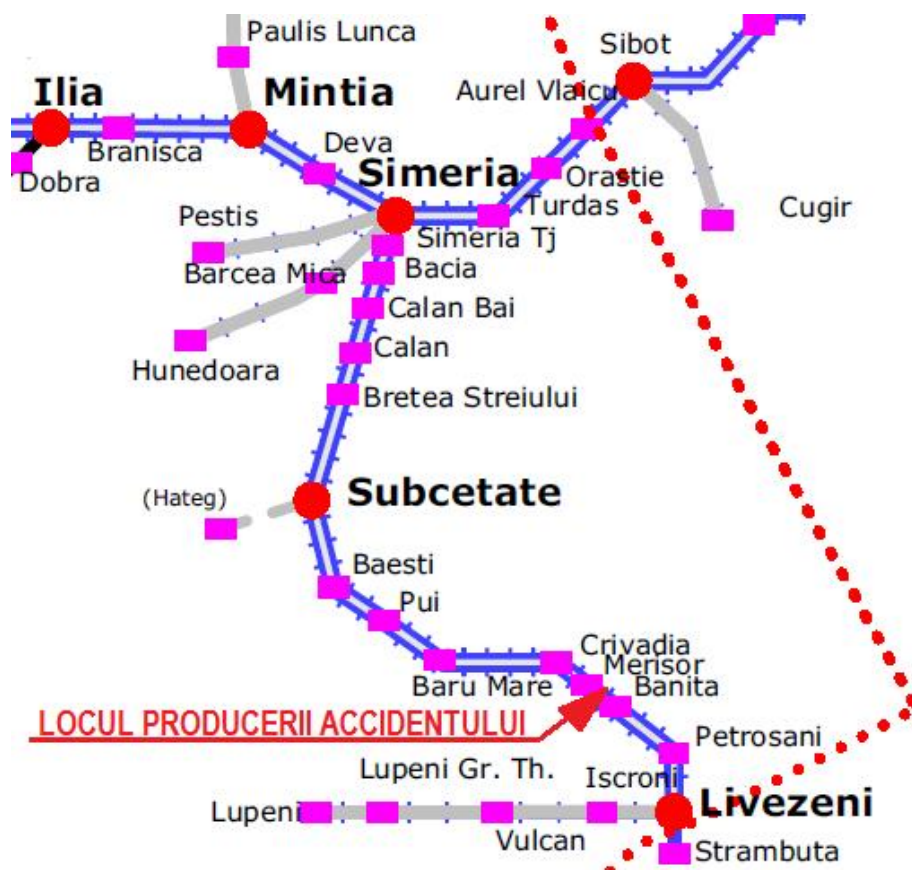 Paulis Lunca
Sibot
Ilia
Mintia
Aurel Vlaicu
Branisca
Deva
Dobra
Simeria
Orastie
Pestis
Turdas
Cugir
Simeria Tj
Barcea Mica
Bacia
Calan Bai
Calan
Hunedoara
Bretea Streiului
(Hateg)
Subcetate
Baesti
Pui
Crivadia
Merisor
Baru Mare
Banita
LOCUL PRODUCERII ACCIDENTULUI
Petrosani
Lupeni Gr. Th.
Iscroni
Livezeni
Lupeni
Vulcan
Strambuta